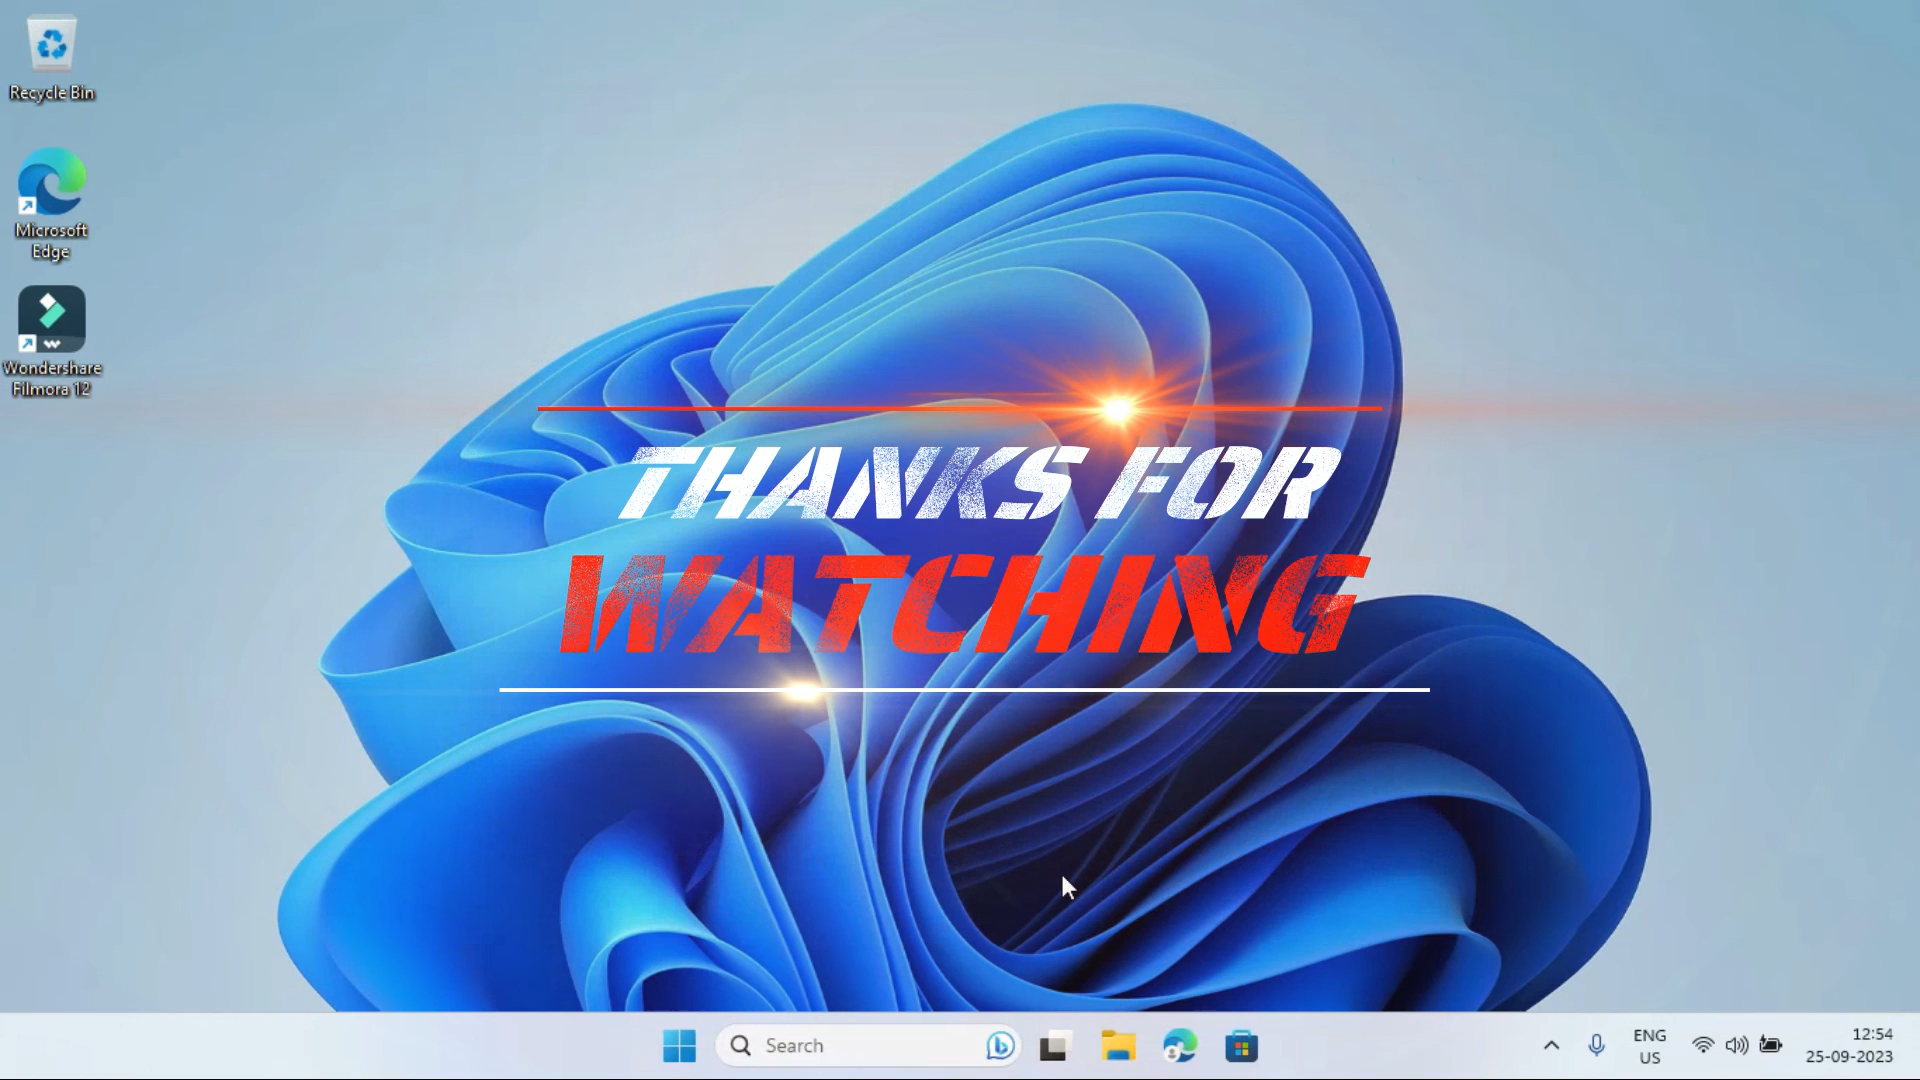 Recycle Bin
Microsoft
Edge
Wondershare
Filmora 12
THANKS FOR
WATCHING
Search
ENG
US
12:54
25-09-2023